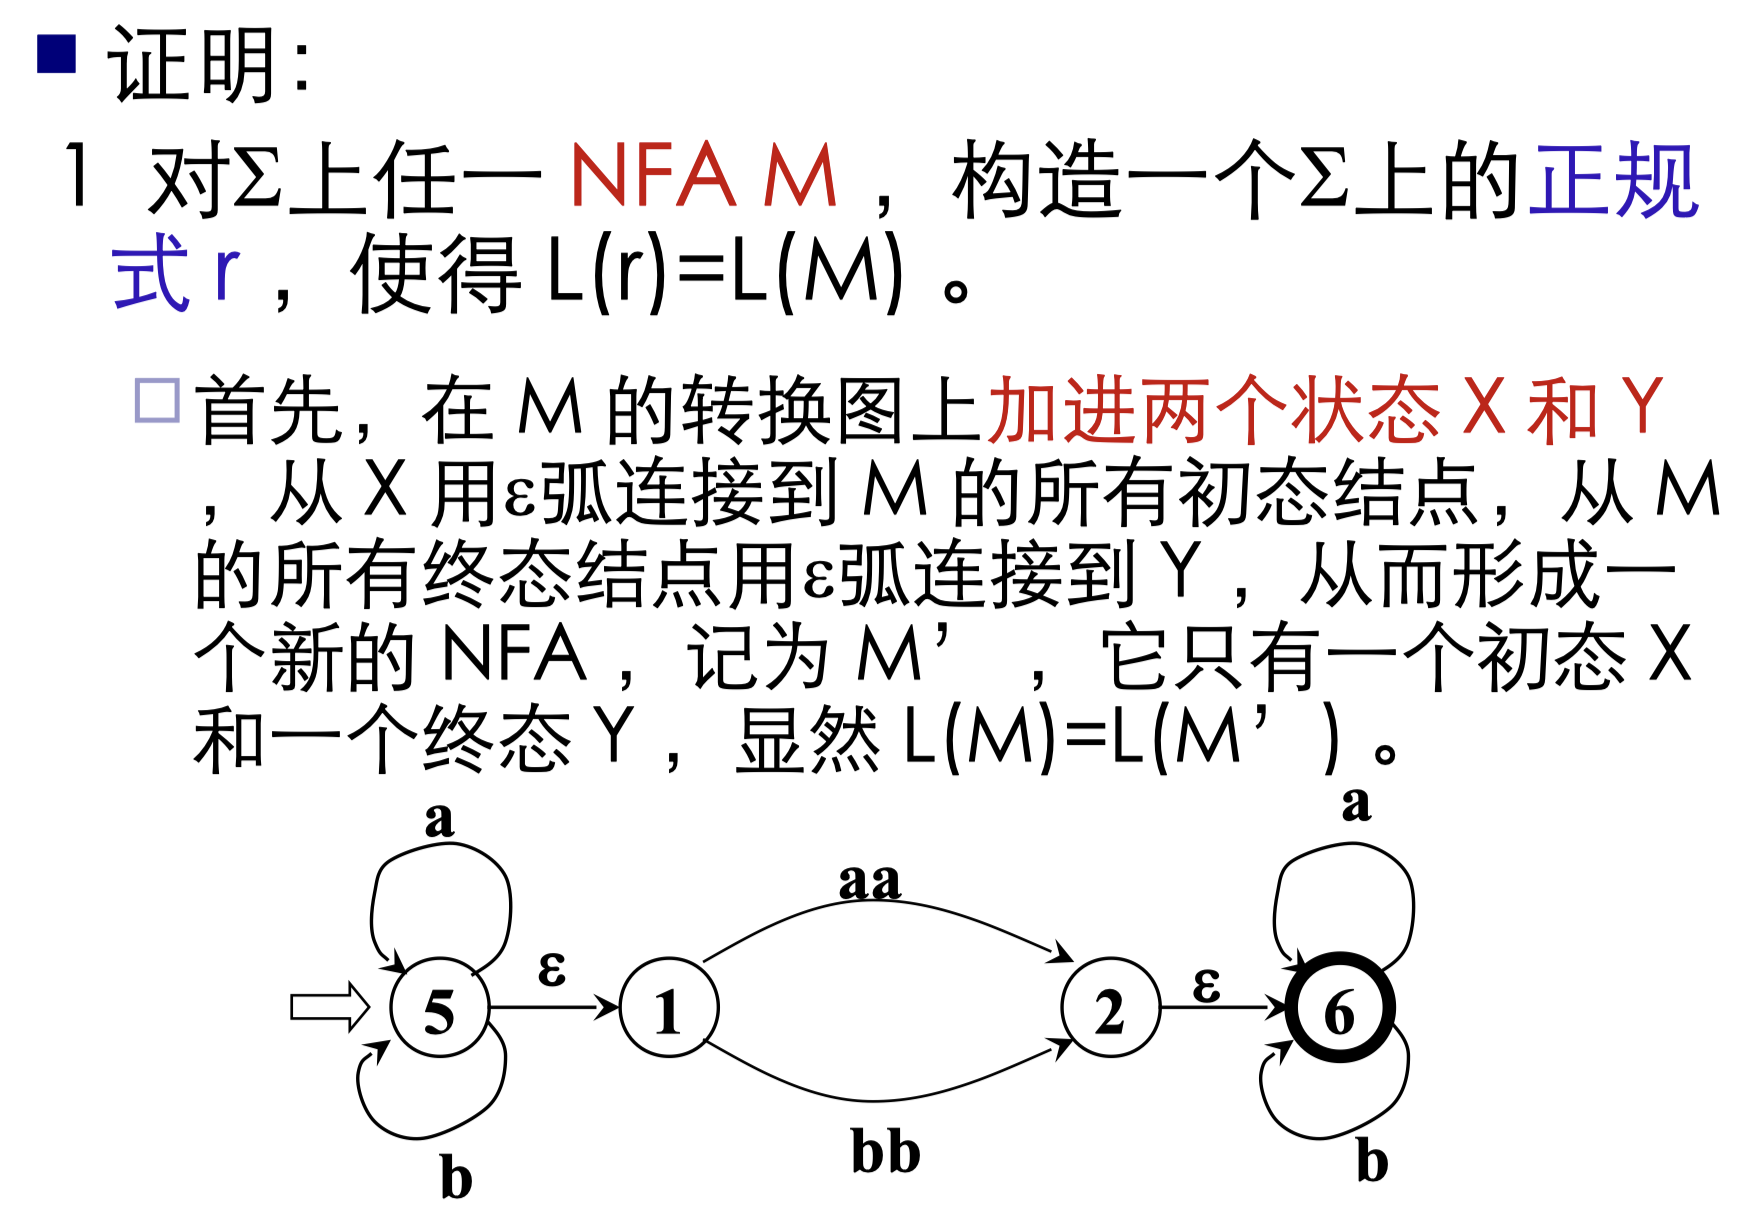 证明：
1 对Σ上任一 NFA M ，构造一个Σ上的正规
式 r ，使得 L(r)=L(M) 。
首先，在 M 的转换图上加进两个状态 X 和 Y
，从 X 用ε弧连接到 M 的所有初态结点，从 M
的所有终态结点用ε弧连接到 Y ，从而形成一
个新的 NFA ，记为 M’ ，它只有一个初态 X
和一个终态 Y ，显然 L(M)=L(M’ ) 。
a
a
aa
ε
ε
5
1
2
6
bb
b
b